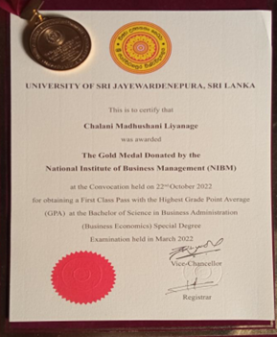 UNIVERSITY OF SRI JAYEWARDENEPURA, SRI LANKA
This is to certify that
Chalani Madhushani Liyanage
was awarded
The Gold Medal Donated by the
National Institute of Business Management (NIBM)
at the Convocation held on 22nd October 2022
for obtaining a First Class Pass with the Highest Grade Point Average
(GPA) at the Bachelor of Science in Business Administration
(Business Economics) Special Degree
Examination held in March 2022
Vice-Chancellor
Registrar